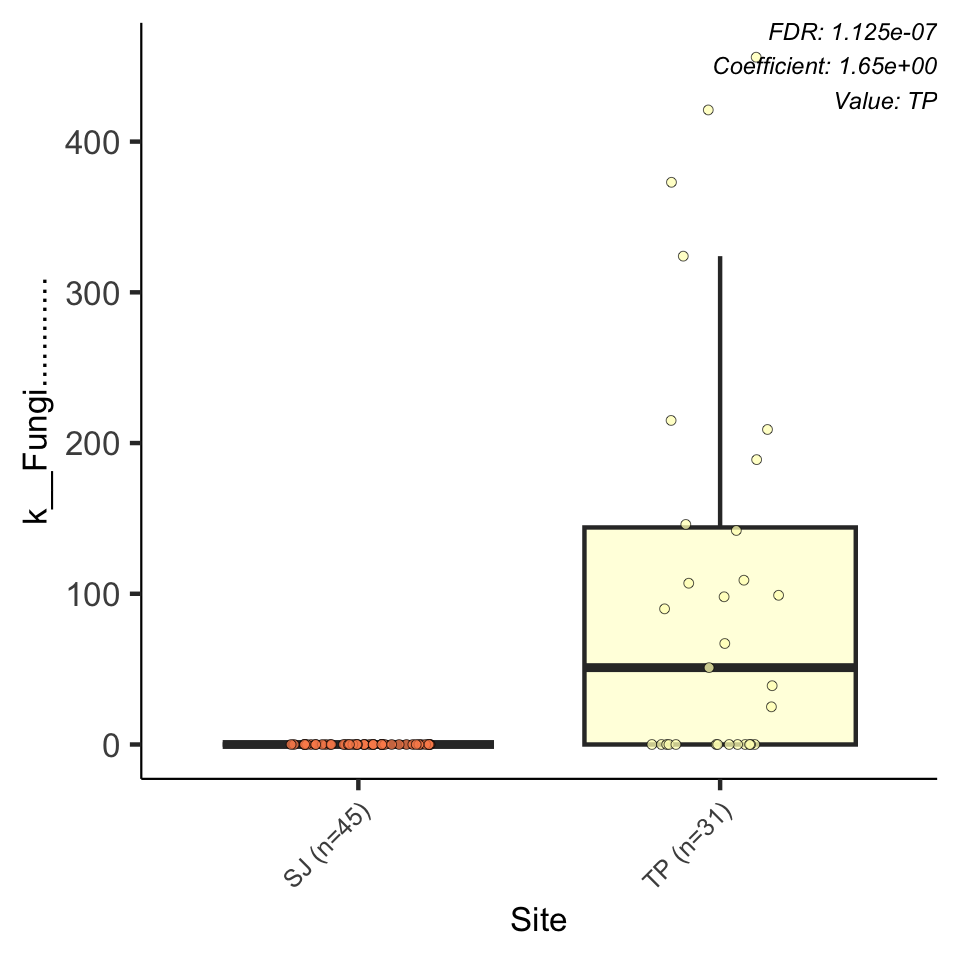 FDR: 1.125e-07
Coefficient: 1.65e+00
Value: TP
k__Fungi............
400
300
200
100
0
SJ (n=45)
TP (n=31)
Site